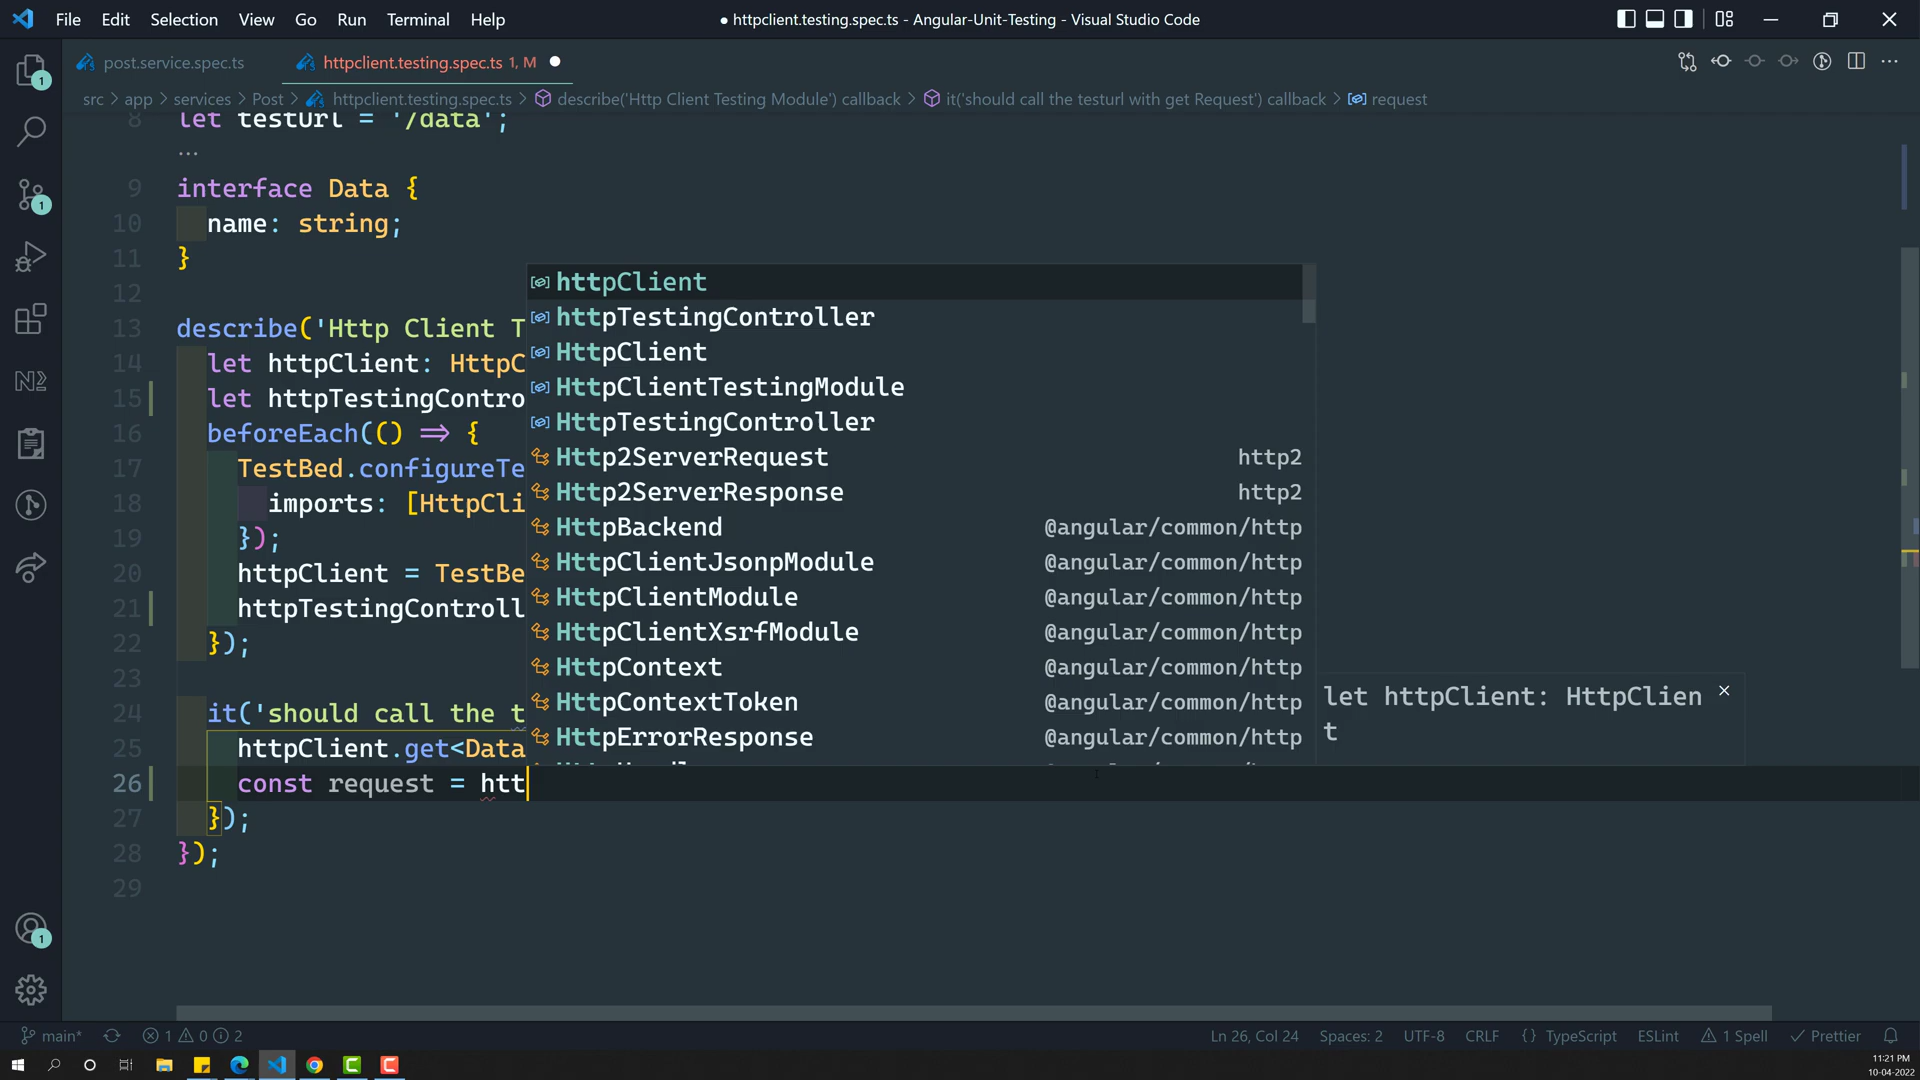 File Edit Selection View Go Run Terminal Help
● httpclient.testing.spec.ts - Angular-Unit-Testing - Visual Studio Code
post.service.spec.ts
httpclient.testing.spec.ts 1, M
src > app > services > Post > httpclient.testing.spec.ts > describe('Http Client Testing Module') callback > it('should call the testurl with get Request') callback > request
8 let testUrl = '/data';
...
9 interface Data {
10 name: string;
11 }
12
13 describe('Http Client T
14 let httpClient: HttpC
15 let httpTestingContro
16 beforeEach(() => {
17 TestBed.configureTe
18 imports: [HttpCli
19 });
20 httpClient = TestBe
21 httpTestingControll
22 });
23
24 it('should call the t
25 httpClient.get<Data
26 const request = htt
27 });
28 });
29
httpClient
httpTestingController
HttpClient
HttpClientTestingModule
HttpTestingController
Http2ServerRequest http2
Http2ServerResponse http2
HttpBackend @angular/common/http
HttpClientJsonpModule @angular/common/http
HttpClientModule @angular/common/http
HttpClientXsrfModule @angular/common/http
HttpContext @angular/common/http
HttpContextToken @angular/common/http
HttpErrorResponse @angular/common/http
let httpClient: HttpClien
t
1
1
1
main* 1 0 2
Ln 26, Col 24 Spaces: 2 UTF-8 CRLF {} TypeScript ESLint 1 Spell Prettier
11:21 PM
10-04-2022